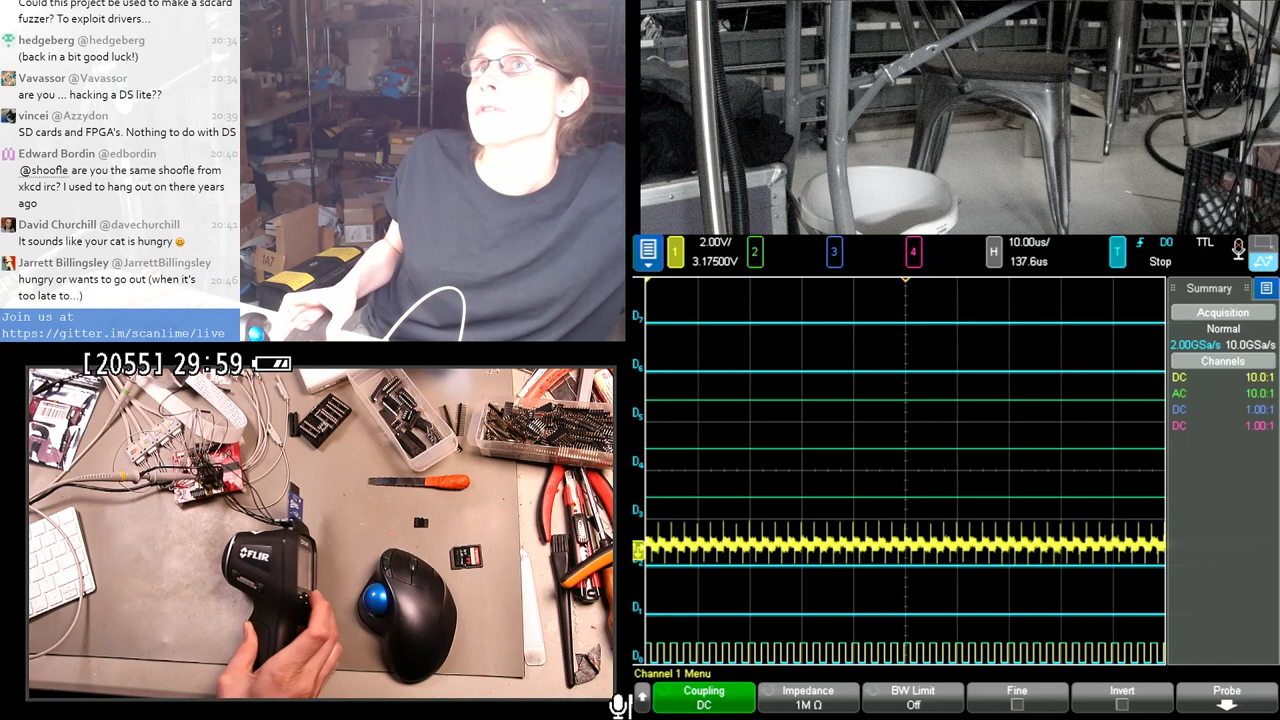 Could this project be used to make a sdcard
fuzzer? To exploit drivers...
hedgeberg @hedgeberg 20:34
(back in a bit good luck!)
Vavassor @Vavassor 20:34
are you ... hacking a DS lite??
vincei @Azzydon 20:39
SD cards and FPGA's. Nothing to do with DS
Edward Bordin @edbordin 20:40
@shoofle are you the same shoofle from
xkcd irc? I used to hang out on there years
ago
David Churchill @davechurchill 20:41
It sounds like your cat is hungry
Jarrett Billingsley @JarrettBillingsley
hungry or wants to go out (when it's 20:46
too late to...)
Join us at
https://gitter.im/scanlime/live
1A7
[2055] 29:59
FLIR
1 2.00V/ 2 3 4 H 10.00us/ T D0 TTL
3.17500V 137.6us Stop
Summary
Acquisition
Normal
2.00GSa/s 10.0GSa/s
Channels
DC 10.0:1
AC 10.0:1
DC 1.00:1
DC 1.00:1
D7
D6
D5
D4
D3
D1
D0
Channel 1 Menu
Coupling Impedance BW Limit Fine Invert Probe
DC 1M Ω Off